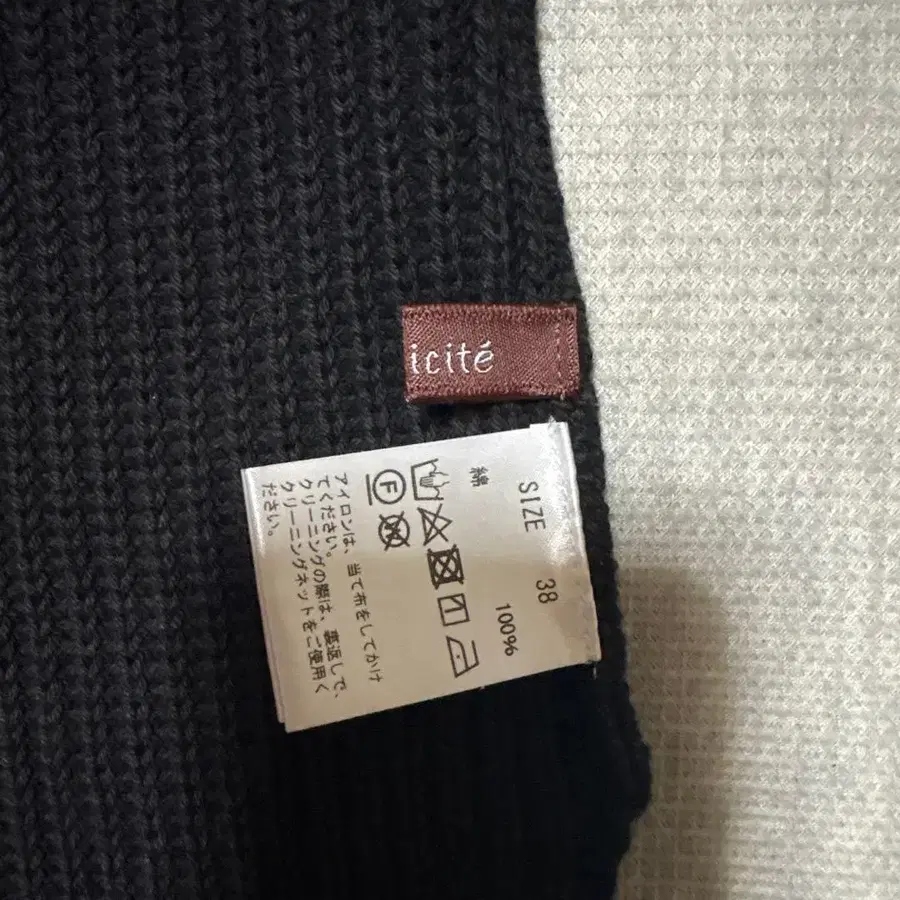 icité
SIZE 38
綿 100%
F
アイロンは、当て布をしてかけ
てください。
クリーニングの際は、裏返しで、
クリーニングネットをご使用く
ださい。